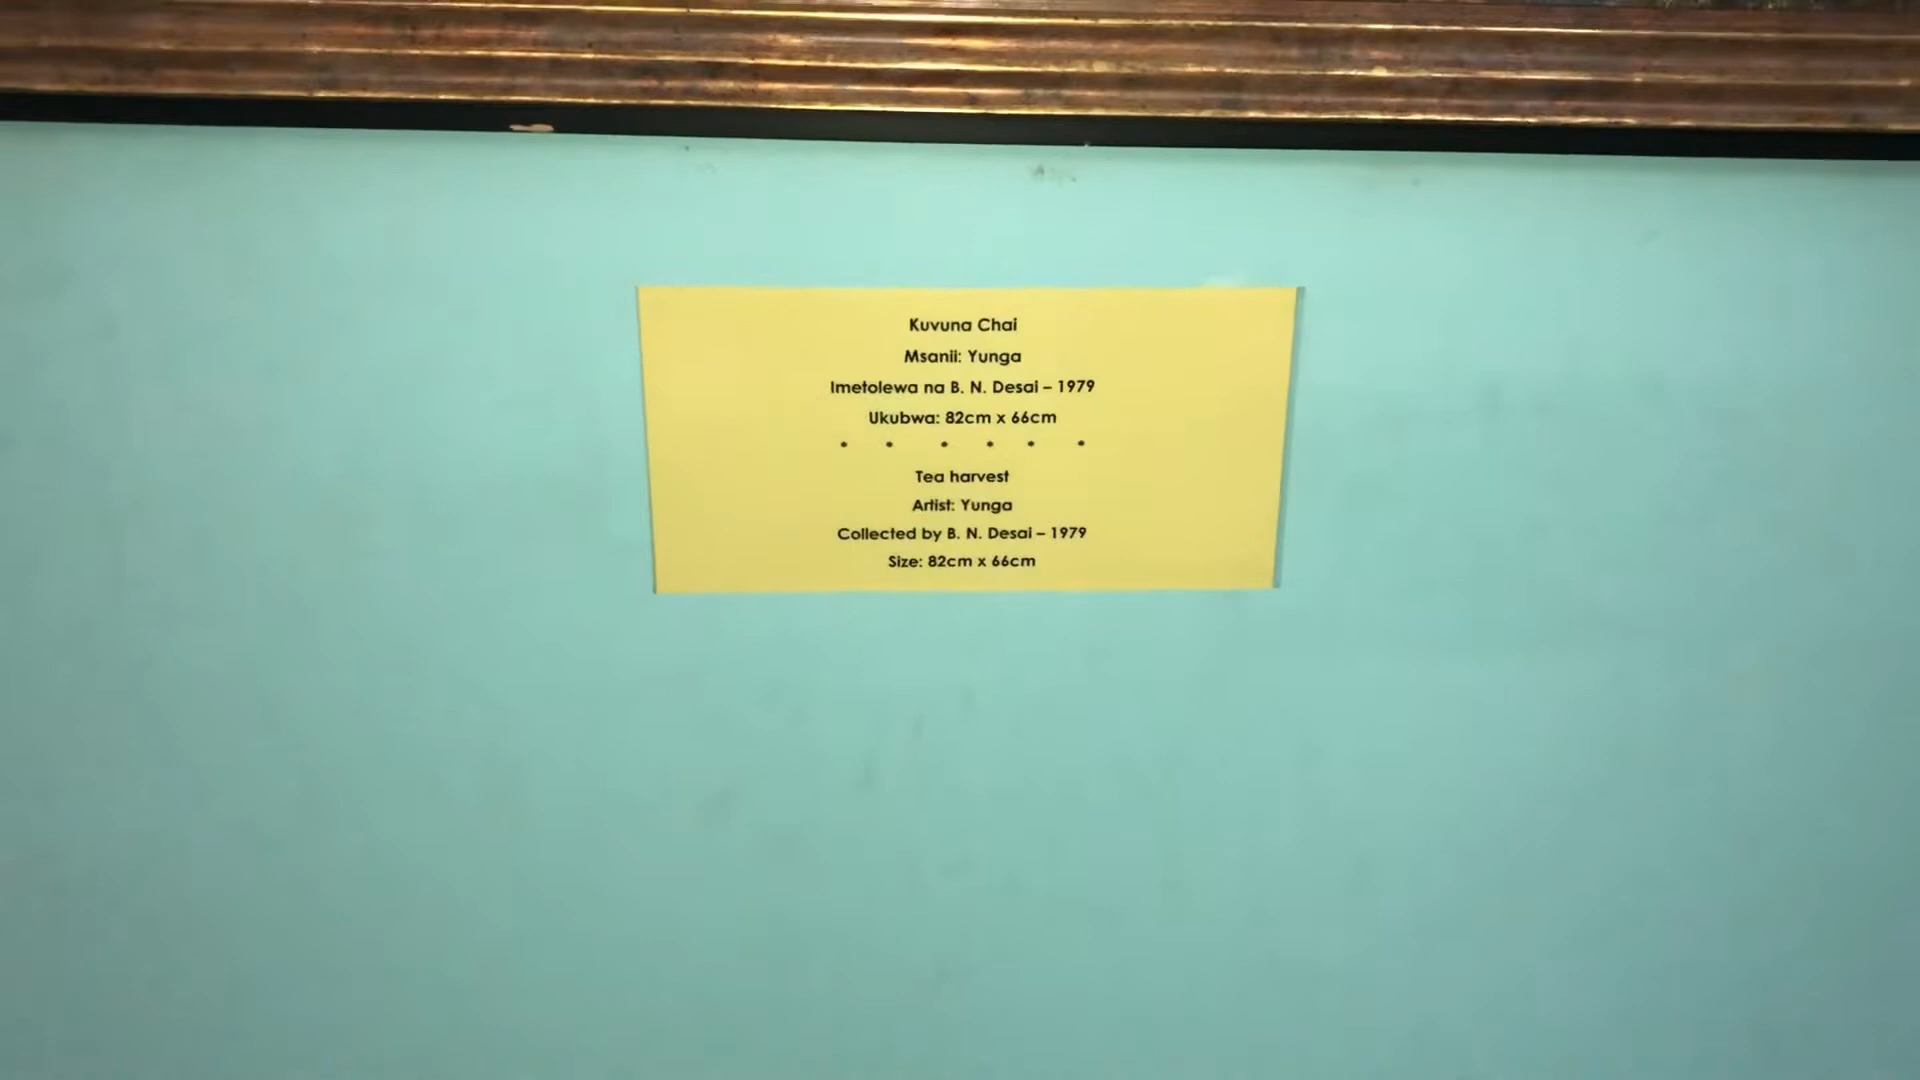 Kuvuna Chai
Msanii: Yunga
Imetolewa na B. N. Desai – 1979
Ukubwa: 82cm x 66cm
• • • • • •
Tea harvest
Artist: Yunga
Collected by B. N. Desai – 1979
Size: 82cm x 66cm